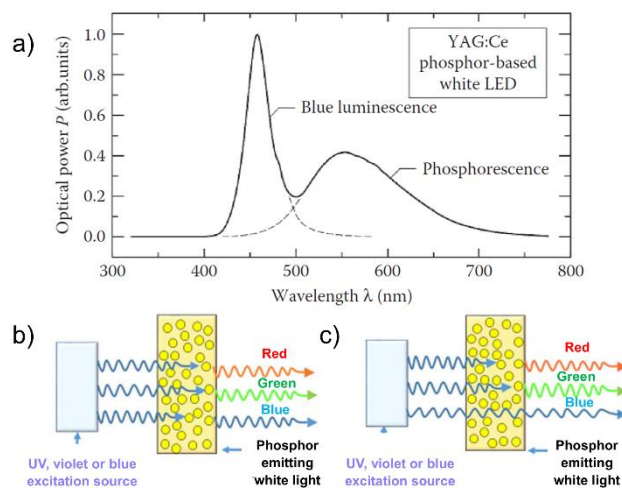 a)
YAG:Ce
phosphor-based
white LED
Blue luminescence
Phosphorescence
Optical power P (arb.units)
1.0
0.8
0.6
0.4
0.2
0.0
300
400
500
600
700
800
Wavelength λ (nm)
b)
Red
Green
Blue
UV, violet or blue
excitation source
Phosphor
emitting
white light
c)
Red
Green
Blue
UV, violet or blue
excitation source
Phosphor
emitting
white light